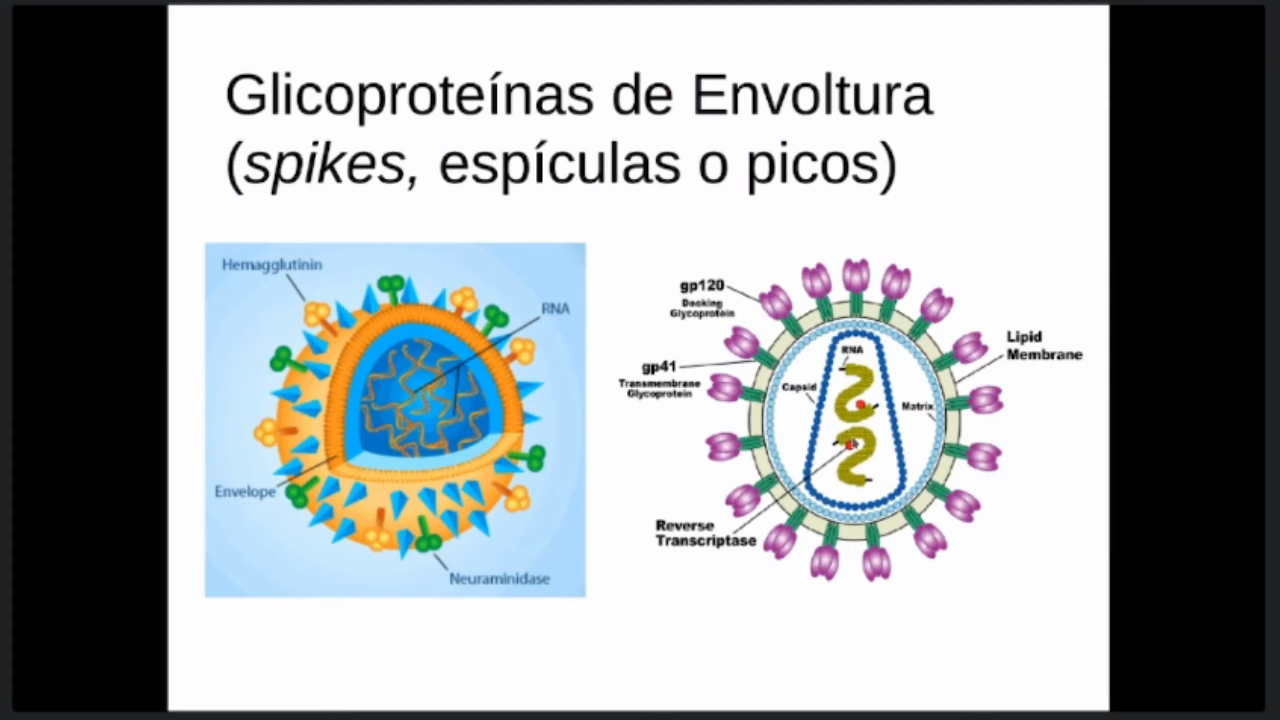 Glicoproteínas de Envoltura
(spikes, espículas o picos)
Hemagglutinin
RNA
Envelope
Neuraminidase
gp120
Docking
Glycoprotein
gp41
Transmembrane
Glycoprotein
RNA
Capsid
Matrix
Lipid
Membrane
Reverse
Transcriptase